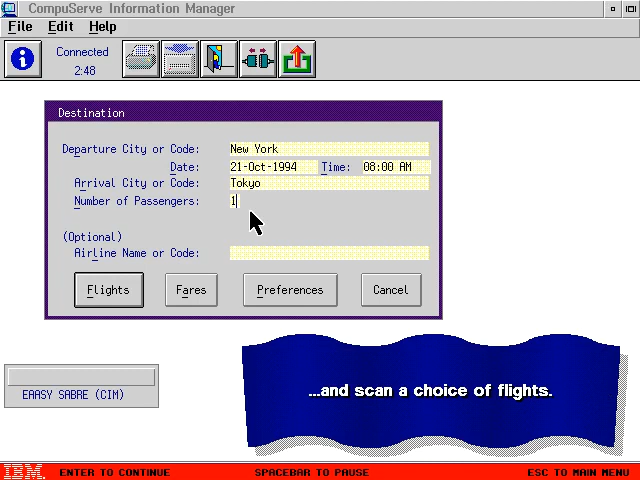 CompuServe Information Manager
File Edit Help
Connected
2:48
Destination
Departure City or Code: New York
Date: 21-Oct-1994 Time: 08:00 AM
Arrival City or Code: Tokyo
Number of Passengers: 1
(Optional)
Airline Name or Code:
Flights Fares Preferences Cancel
...and scan a choice of flights.
EAASY SABRE (CIM)
IBM. ENTER TO CONTINUE SPACEBAR TO PAUSE ESC TO MAIN MENU